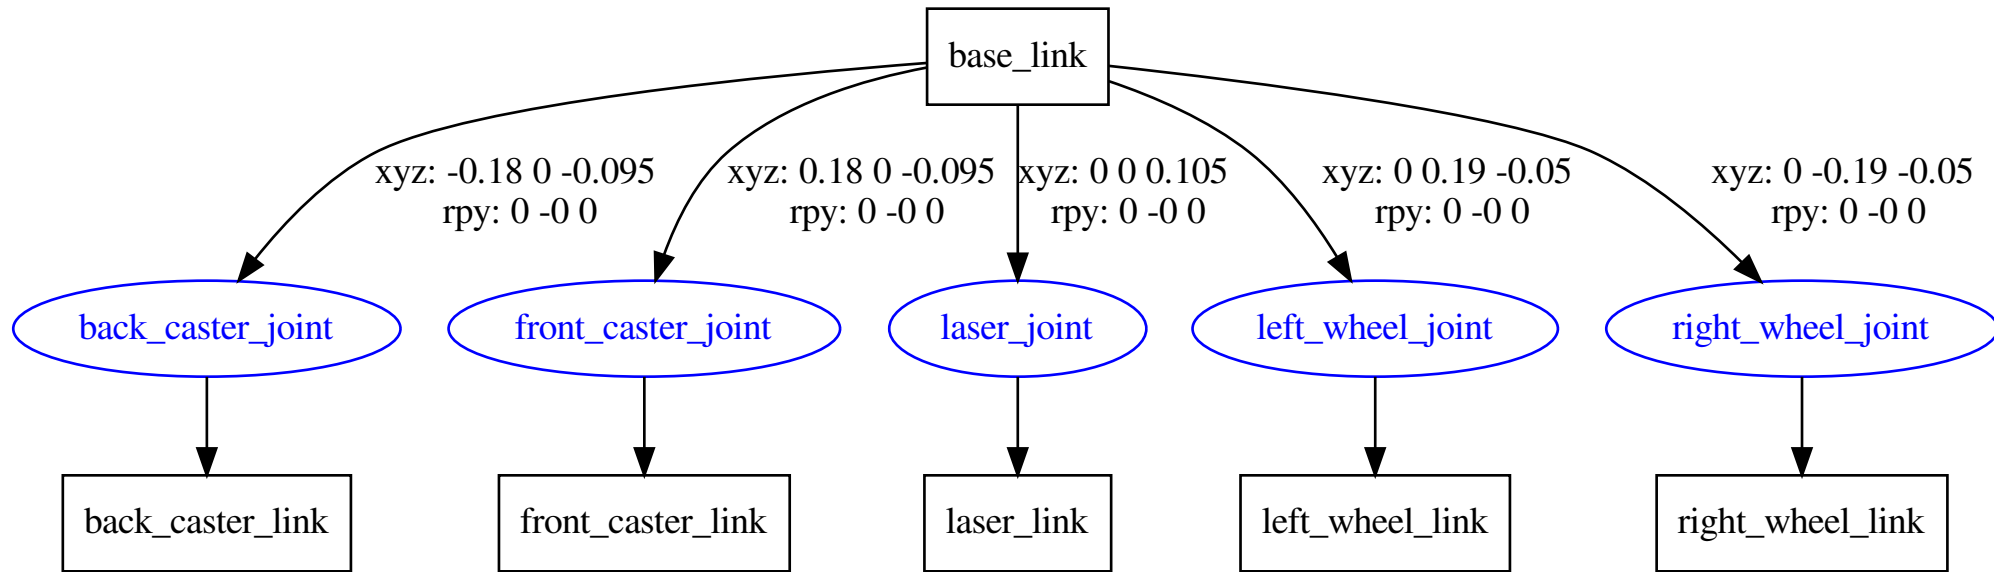 base_link
xyz: -0.18 0 -0.095
rpy: 0 -0 0
xyz: 0.18 0 -0.095
rpy: 0 -0 0
xyz: 0 0 0.105
rpy: 0 -0 0
xyz: 0 0.19 -0.05
rpy: 0 -0 0
xyz: 0 -0.19 -0.05
rpy: 0 -0 0
back_caster_joint
front_caster_joint
laser_joint
left_wheel_joint
right_wheel_joint
back_caster_link
front_caster_link
laser_link
left_wheel_link
right_wheel_link